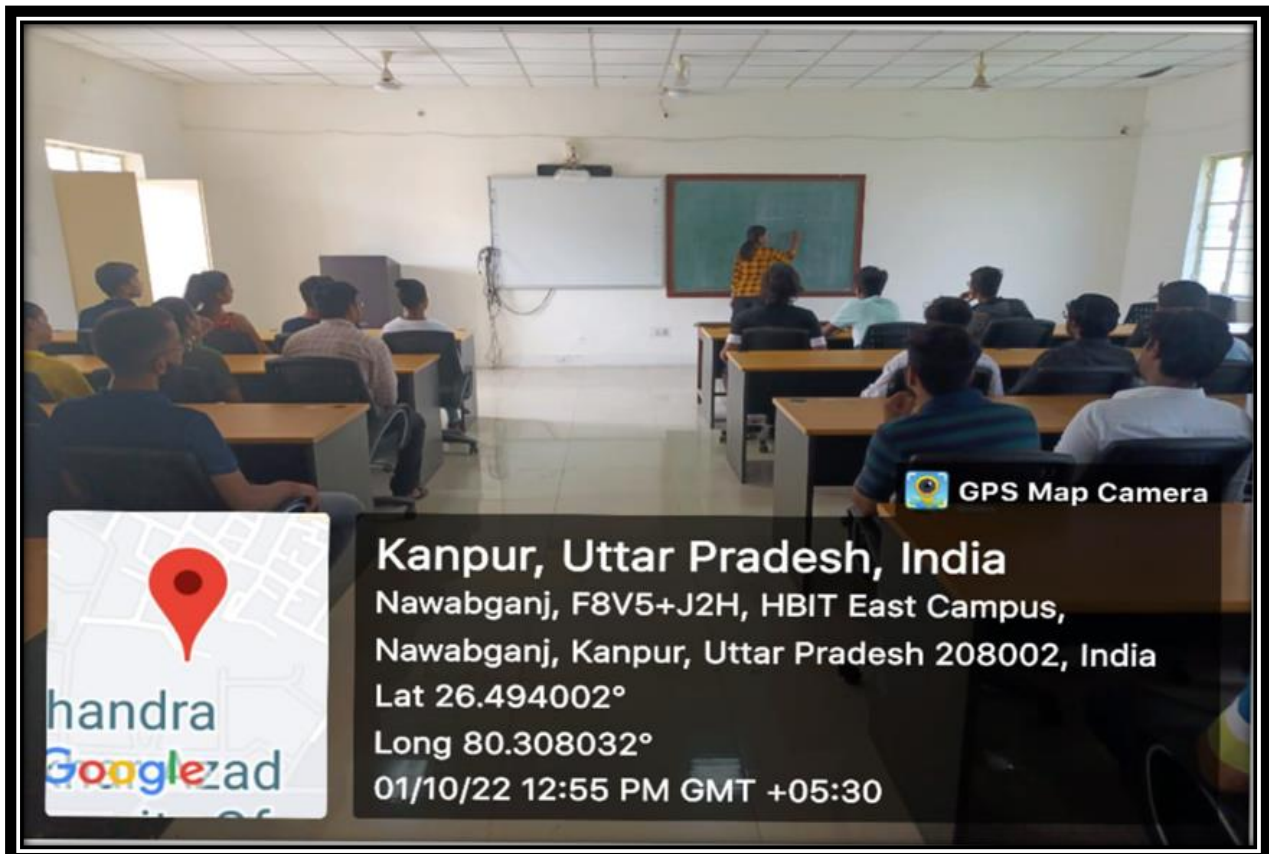 GPS Map Camera
Kanpur, Uttar Pradesh, India
Nawabganj, F8V5+J2H, HBIT East Campus,
Nawabganj, Kanpur, Uttar Pradesh 208002, India
Lat 26.494002°
Long 80.308032°
01/10/22 12:55 PM GMT +05:30
handra
Google
zad